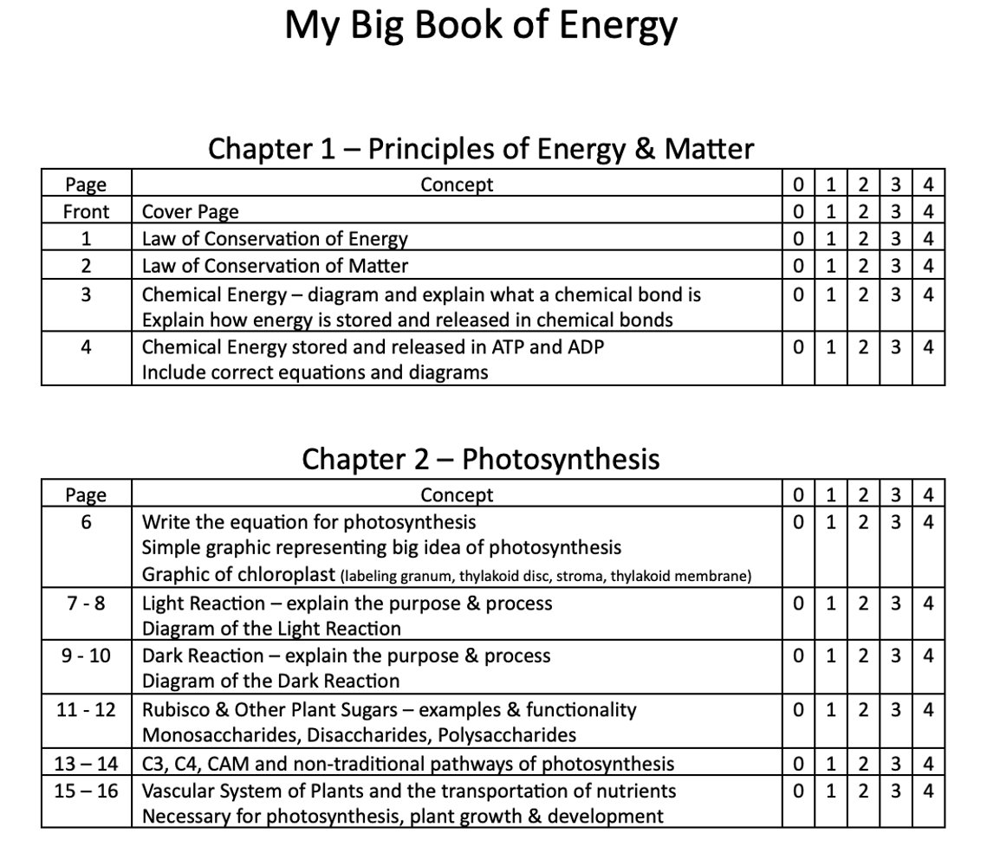 My Big Book of Energy
Chapter 1 – Principles of Energy & Matter
Page Concept 0 1 2 3 4
Front Cover Page 0 1 2 3 4
1 Law of Conservation of Energy 0 1 2 3 4
2 Law of Conservation of Matter 0 1 2 3 4
3 Chemical Energy – diagram and explain what a chemical bond is 0 1 2 3 4
Explain how energy is stored and released in chemical bonds
4 Chemical Energy stored and released in ATP and ADP 0 1 2 3 4
Include correct equations and diagrams
Chapter 2 – Photosynthesis
Page Concept 0 1 2 3 4
6 Write the equation for photosynthesis 0 1 2 3 4
Simple graphic representing big idea of photosynthesis
Graphic of chloroplast (labeling granum, thylakoid disc, stroma, thylakoid membrane)
7 - 8 Light Reaction – explain the purpose & process 0 1 2 3 4
Diagram of the Light Reaction
9 - 10 Dark Reaction – explain the purpose & process 0 1 2 3 4
Diagram of the Dark Reaction
11 - 12 Rubisco & Other Plant Sugars – examples & functionality 0 1 2 3 4
Monosaccharides, Disaccharides, Polysaccharides
13 – 14 C3, C4, CAM and non-traditional pathways of photosynthesis 0 1 2 3 4
15 – 16 Vascular System of Plants and the transportation of nutrients 0 1 2 3 4
Necessary for photosynthesis, plant growth & development